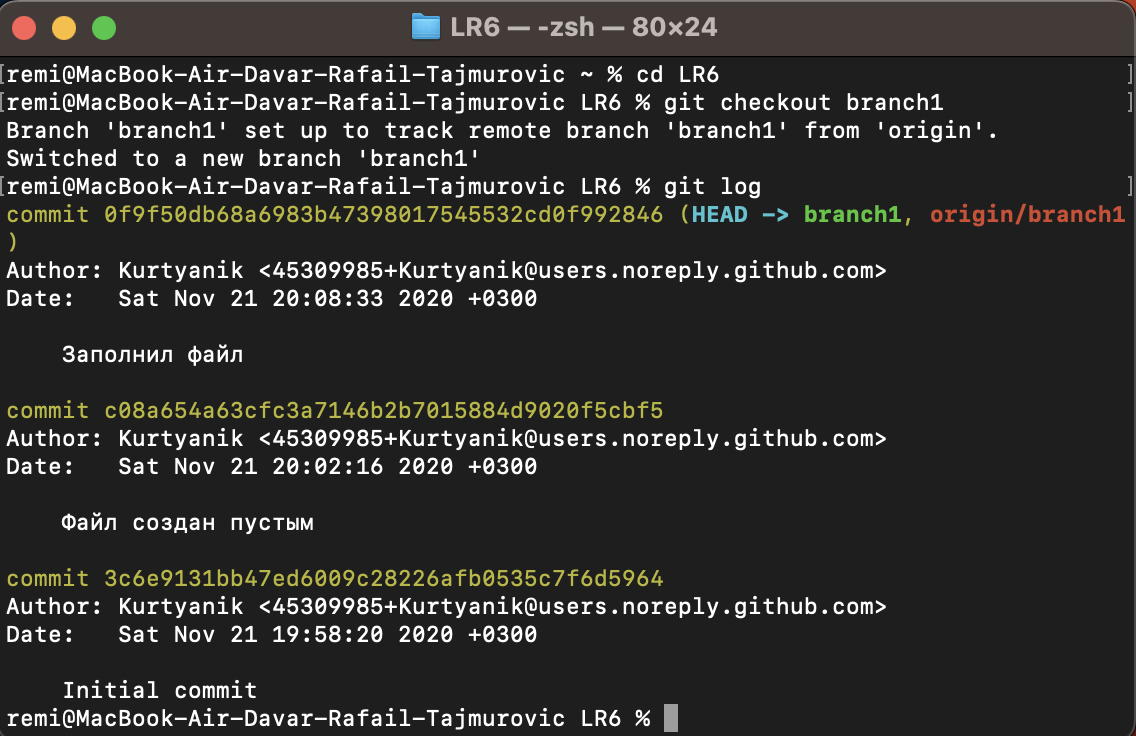 LR6 — -zsh — 80×24
[remi@MacBook-Air-Davar-Rafail-Tajmurovic ~ % cd LR6 ]
[remi@MacBook-Air-Davar-Rafail-Tajmurovic LR6 % git checkout branch1 ]
Branch 'branch1' set up to track remote branch 'branch1' from 'origin'.
Switched to a new branch 'branch1'
[remi@MacBook-Air-Davar-Rafail-Tajmurovic LR6 % git log ]
commit 0f9f50db68a6983b47398017545532cd0f992846 (HEAD -> branch1, origin/branch1
)
Author: Kurtyanik <45309985+Kurtyanik@users.noreply.github.com>
Date:   Sat Nov 21 20:08:33 2020 +0300
    Заполнил файл
commit c08a654a63cfc3a7146b2b7015884d9020f5cbf5
Author: Kurtyanik <45309985+Kurtyanik@users.noreply.github.com>
Date:   Sat Nov 21 20:02:16 2020 +0300
    Файл создан пустым
commit 3c6e9131bb47ed6009c28226afb0535c7f6d5964
Author: Kurtyanik <45309985+Kurtyanik@users.noreply.github.com>
Date:   Sat Nov 21 19:58:20 2020 +0300
    Initial commit
remi@MacBook-Air-Davar-Rafail-Tajmurovic LR6 %